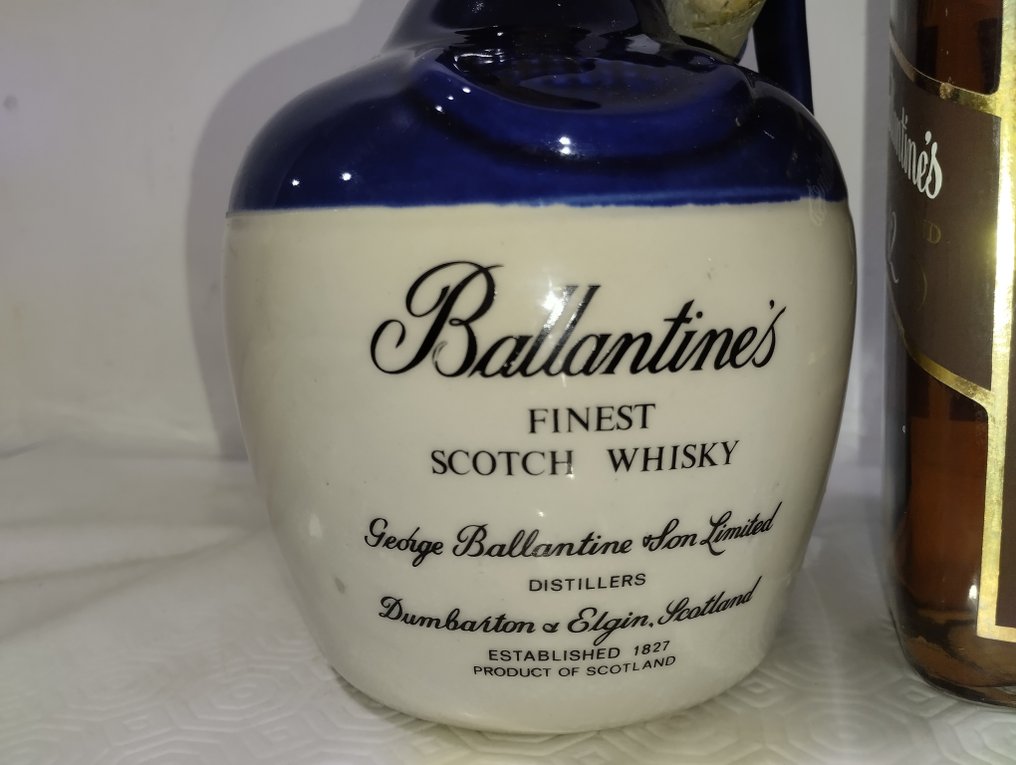 Ballantine's
FINEST
SCOTCH WHISKY
George Ballantine & Son Limited
DISTILLERS
Dumbarton & Elgin, Scotland
ESTABLISHED 1827
PRODUCT OF SCOTLAND